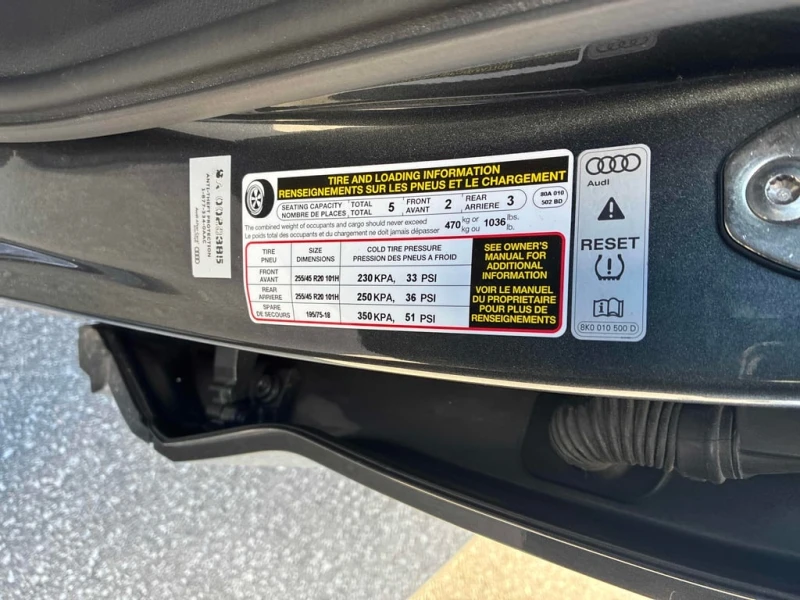 TIRE AND LOADING INFORMATION
RENSEIGNEMENTS SUR LES PNEUS ET LE CHARGEMENT
SEATING CAPACITY TOTAL 5 FRONT 2 REAR 3
NOMBRE DE PLACES TOTAL AVANT ARRIERE
80A 010
502 BD
The combined weight of occupants and cargo should never exceed 470 kg or 1036 lbs.
Le poids total des occupants et du chargement ne doit jamais dépasser kg ou lb.
TIRE SIZE COLD TIRE PRESSURE
PNEU DIMENSIONS PRESSION DES PNEUS A FROID
FRONT
AVANT 255/45 R20 101H 230 KPA, 33 PSI
REAR
ARRIERE 255/45 R20 101H 250 KPA, 36 PSI
SPARE
DE SECOURS 195/75-18 350 KPA, 51 PSI
SEE OWNER'S
MANUAL FOR
ADDITIONAL
INFORMATION
VOIR LE MANUEL
DU PROPRIETAIRE
POUR PLUS DE
RENSEIGNEMENTS
Audi
RESET
8K0 010 500 D
ANTI-THEFT PROTECTION